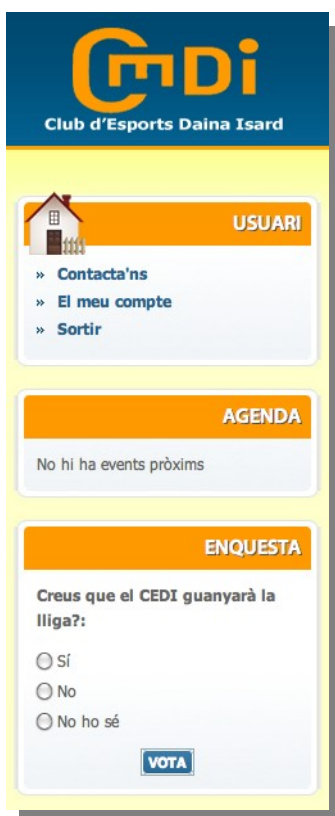 CEDi
Club d'Esports Daina Isard
USUARI
» Contacta'ns
» El meu compte
» Sortir
AGENDA
No hi ha events pròxims
ENQUESTA
Creus que el CEDI guanyarà la
lliga?:
Sí
No
No ho sé
VOTA